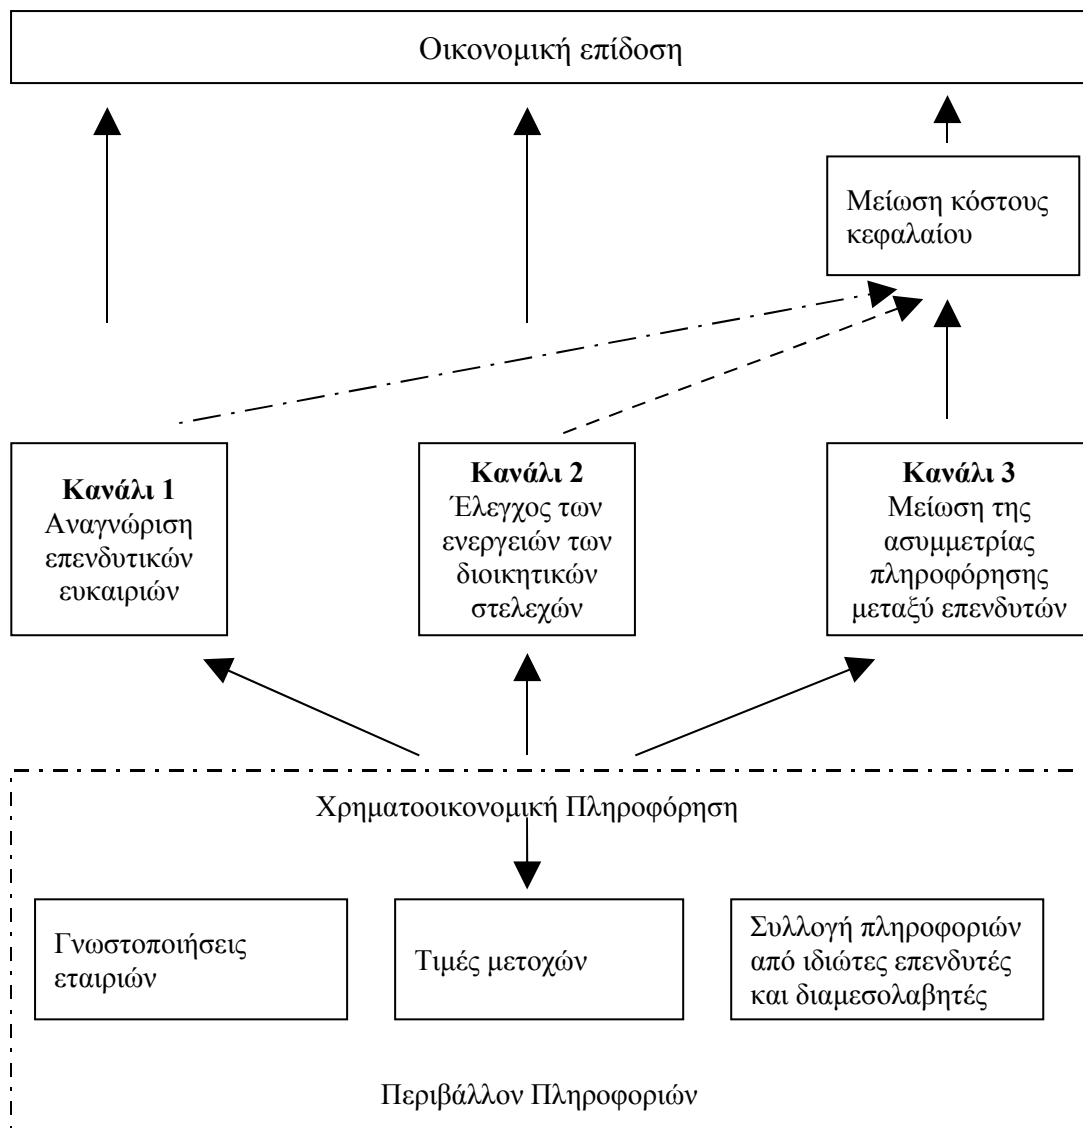 Οικονομική επίδοση
Μείωση κόστους
κεφαλαίου
Κανάλι 1
Αναγνώριση
επενδυτικών
ευκαιριών
Κανάλι 2
Έλεγχος των
ενεργειών των
διοικητικών
στελεχών
Κανάλι 3
Μείωση της
ασυμμετρίας
πληροφόρησης
μεταξύ επενδυτών
Χρηματοοικονομική Πληροφόρηση
Γνωστοποιήσεις
εταιριών
Τιμές μετοχών
Συλλογή πληροφοριών
από ιδιώτες επενδυτές
και διαμεσολαβητές
Περιβάλλον Πληροφοριών